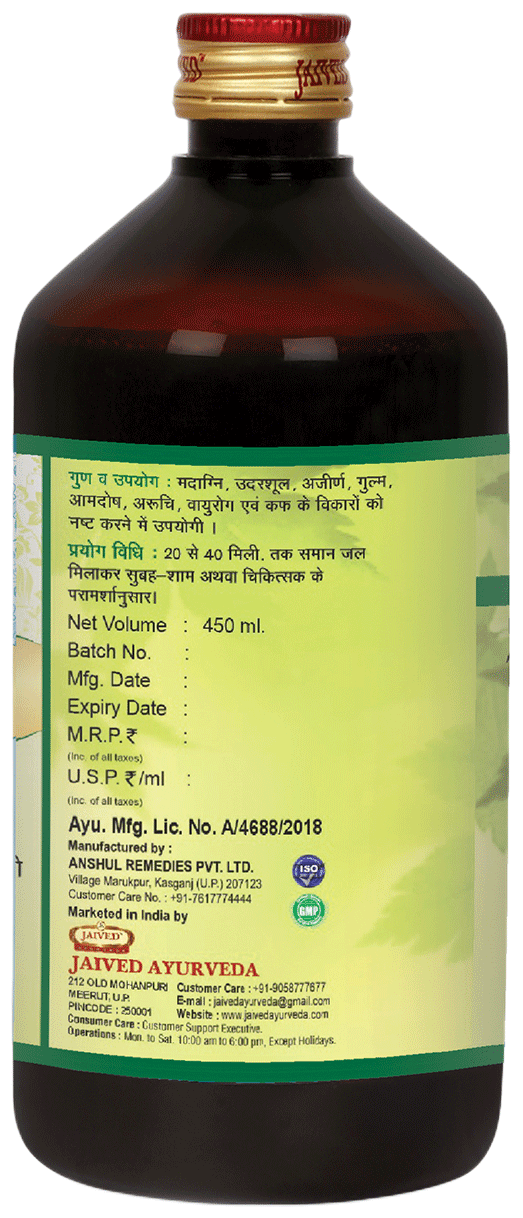 JAIVED
गुण व उपयोग : मदाग्नि, उदरशूल, अजीर्ण, गुल्म,
आमदोष, अरूचि, वायुरोग एवं कफ के विकारों को
नष्ट करने में उपयोगी ।
प्रयोग विधि : 20 से 40 मिली. तक समान जल
मिलाकर सुबह–शाम अथवा चिकित्सक के
परामर्शानुसार।
Net Volume : 450 ml.
Batch No. :
Mfg. Date :
Expiry Date :
M.R.P.₹ :
(Inc. of all taxes)
U.S.P. ₹/ml :
(Inc. of all taxes)
Ayu. Mfg. Lic. No. A/4688/2018
Manufactured by :
ANSHUL REMEDIES PVT. LTD.
Village Marukpur, Kasganj (U.P.) 207123
Customer Care No. : +91-7617774444
ISO
GMP
Marketed in India by
JAIVED
JAIVED AYURVEDA
212 OLD MOHANPURI Customer Care : +91-9058777677
MEERUT, U.P. E-mail : jaivedayurveda@gmail.com
PINCODE : 250001 Website : www.jaivedayurveda.com
Consumer Care : Customer Support Executive.
Operations : Mon. to Sat. 10:00 am to 6:00 pm, Except Holidays.